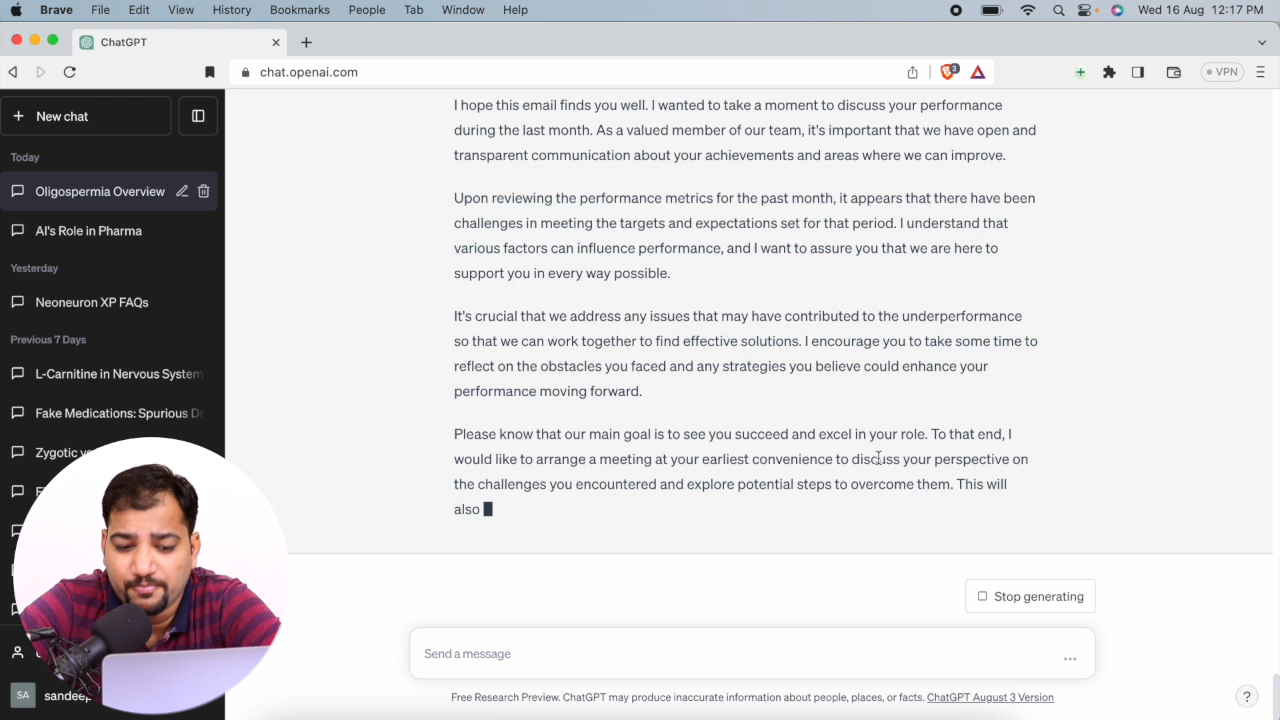 Brave File Edit View History Bookmarks People Tab Window Help Wed 16 Aug 12:17 PM
ChatGPT
chat.openai.com
3
VPN
New chat
Today
Oligospermia Overview
AI's Role in Pharma
Yesterday
Neoneuron XP FAQs
Previous 7 Days
L-Carnitine in Nervous System
Fake Medications: Spurious D
Zygotic
SA sandeep
I hope this email finds you well. I wanted to take a moment to discuss your performance
during the last month. As a valued member of our team, it's important that we have open and
transparent communication about your achievements and areas where we can improve.
Upon reviewing the performance metrics for the past month, it appears that there have been
challenges in meeting the targets and expectations set for that period. I understand that
various factors can influence performance, and I want to assure you that we are here to
support you in every way possible.
It's crucial that we address any issues that may have contributed to the underperformance
so that we can work together to find effective solutions. I encourage you to take some time to
reflect on the obstacles you faced and any strategies you believe could enhance your
performance moving forward.
Please know that our main goal is to see you succeed and excel in your role. To that end, I
would like to arrange a meeting at your earliest convenience to discuss your perspective on
the challenges you encountered and explore potential steps to overcome them. This will
also
Stop generating
Send a message
Free Research Preview. ChatGPT may produce inaccurate information about people, places, or facts. ChatGPT August 3 Version
?